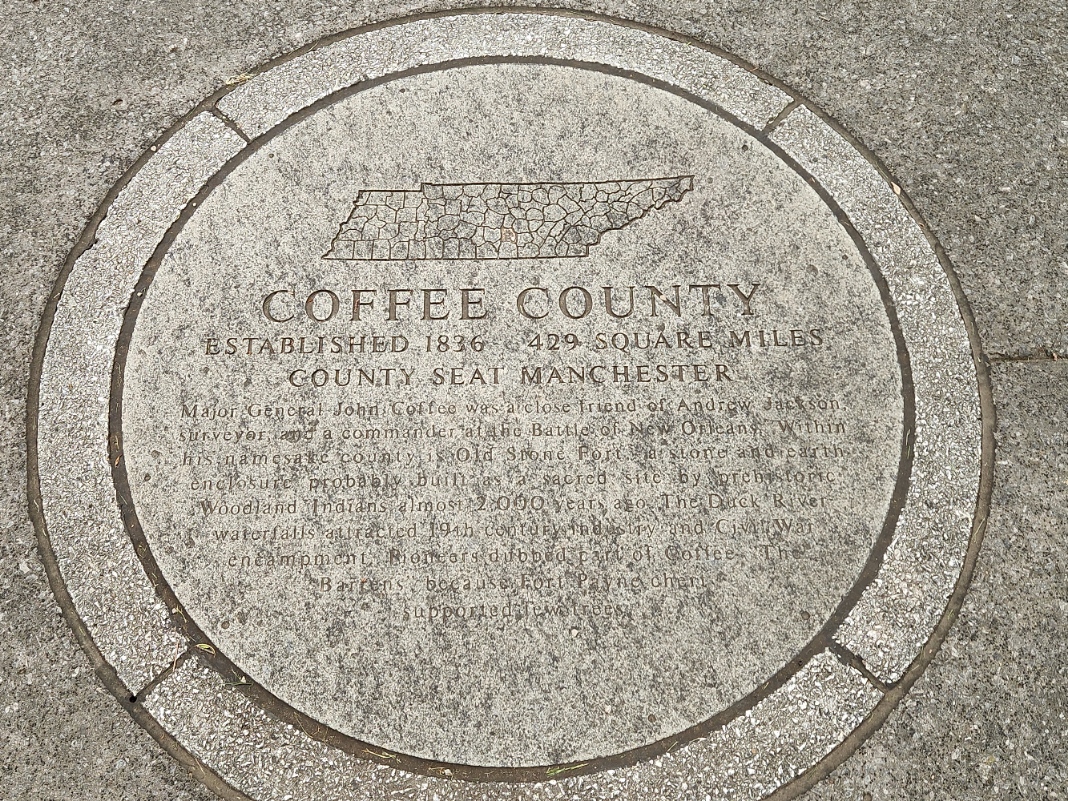 COFFEE COUNTY
ESTABLISHED 1836 429 SQUARE MILES
COUNTY SEAT MANCHESTER
Major General John Coffee was a close friend of Andrew Jackson,
surveyor, and a commander at the Battle of New Orleans. Within
his namesake county is Old Stone Fort, a stone and earth
enclosure probably built as a sacred site by prehistoric
Woodland Indians almost 2,000 years ago. The Duck River
waterfalls attracted 19th century industry and Civil War
encampment. Pioneers dubbed part of Coffee, "The
Barrens," because Fort Payne chert
supported few trees.